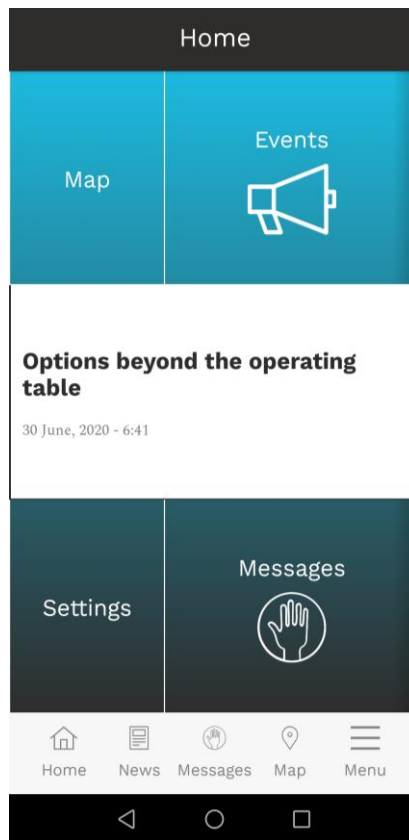 Home
Map
Events
Options beyond the operating
table
30 June, 2020 - 6:41
Settings
Messages
Home News Messages Map Menu